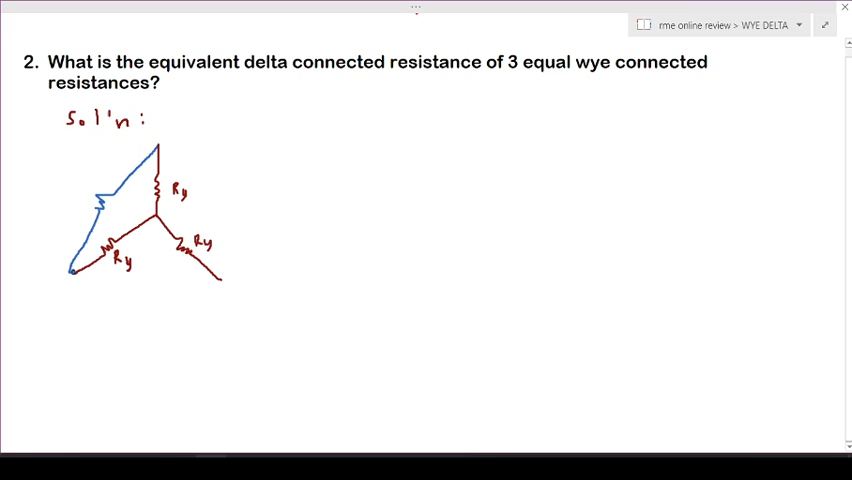 rme online review > WYE DELTA
2. What is the equivalent delta connected resistance of 3 equal wye connected
resistances?
Sol'n:
Ry
Ry
Ry